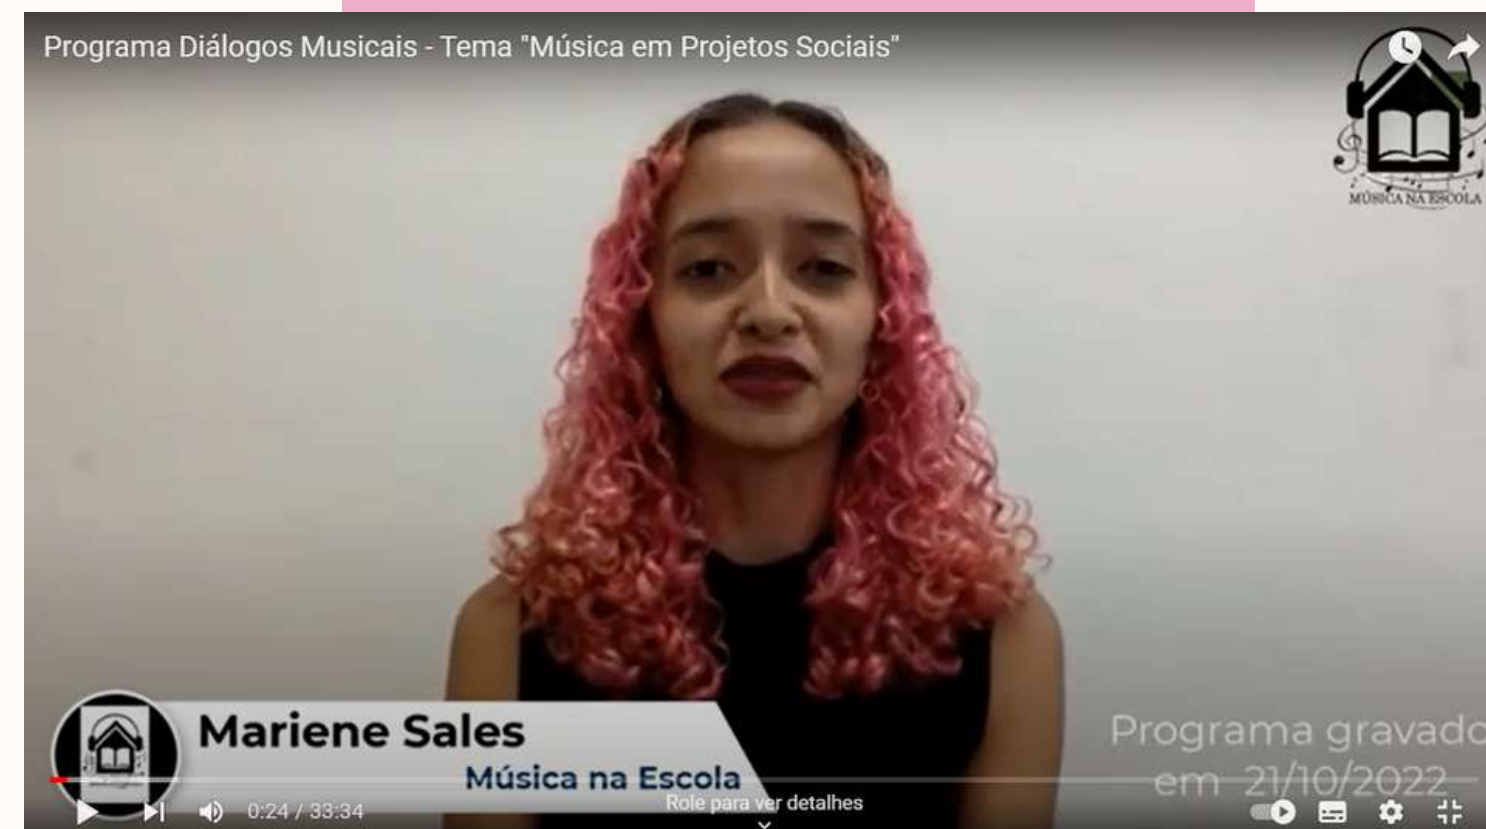 Programa Diálogos Musicais - Tema "Música em Projetos Sociais"
MÚSICA NA ESCOLA
Mariene Sales
Música na Escola
Programa gravado
em 21/10/2022
Role para ver detalhes
0:24 / 33:34